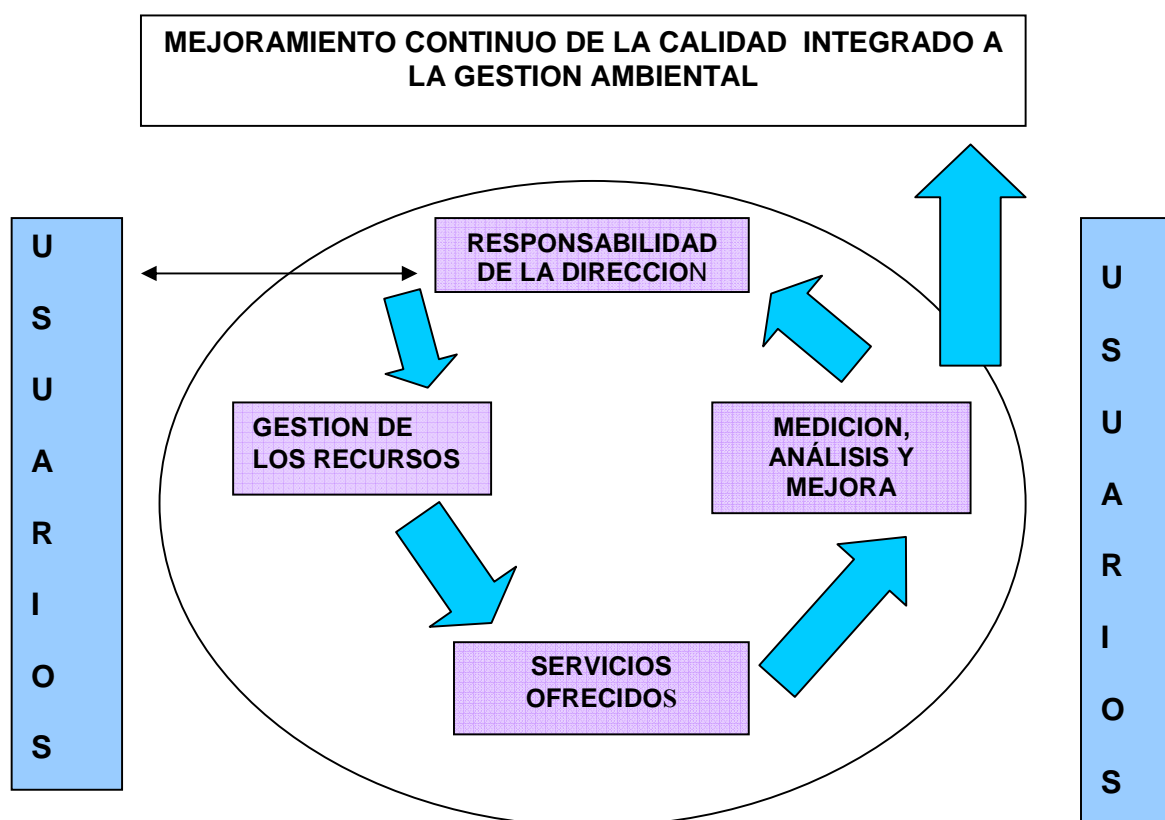 MEJORAMIENTO CONTINUO DE LA CALIDAD INTEGRADO A
LA GESTION AMBIENTAL
U
S
U
A
R
I
O
S
RESPONSABILIDAD
DE LA DIRECCION
GESTION DE
LOS RECURSOS
MEDICION,
ANÁLISIS Y
MEJORA
SERVICIOS
OFRECIDOS
U
S
U
A
R
I
O
S